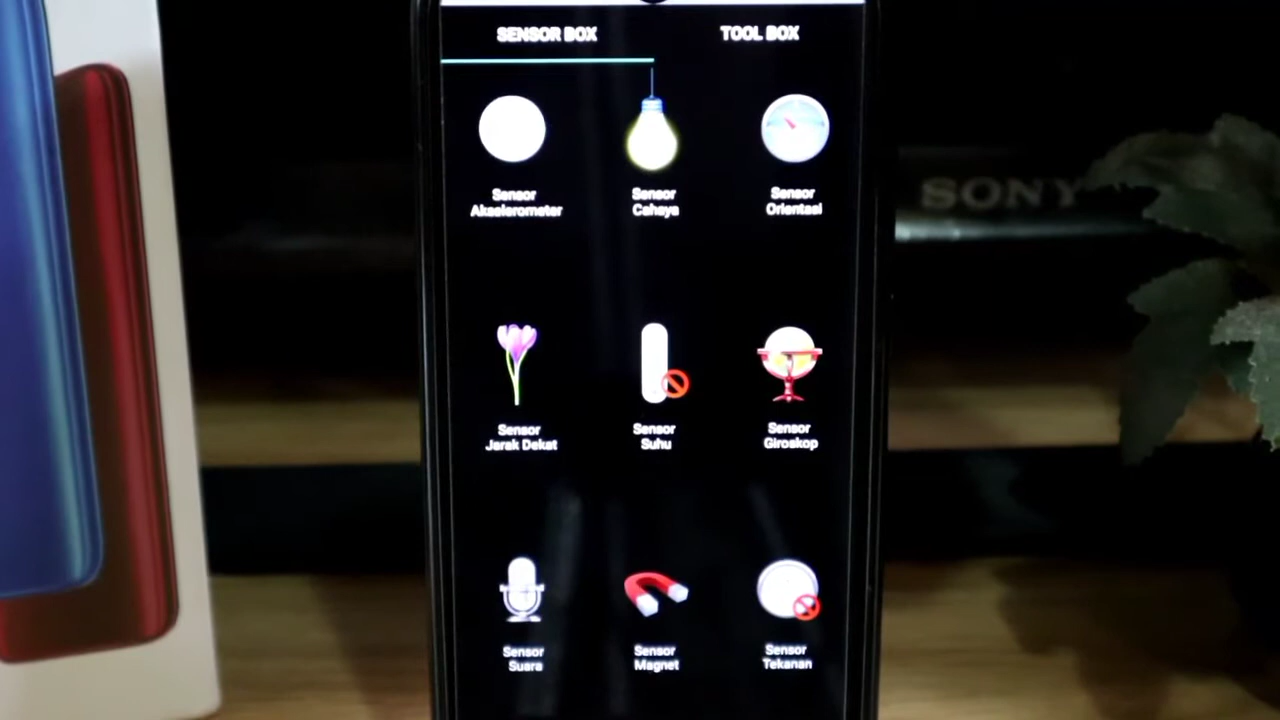 SENSOR BOX
TOOL BOX
Sensor
Akselerometer
Sensor
Cahaya
Sensor
Orientasi
SONY
Sensor
Jarak Dekat
Sensor
Suhu
Sensor
Giroskop
Sensor
Suara
Sensor
Magnet
Sensor
Tekanan